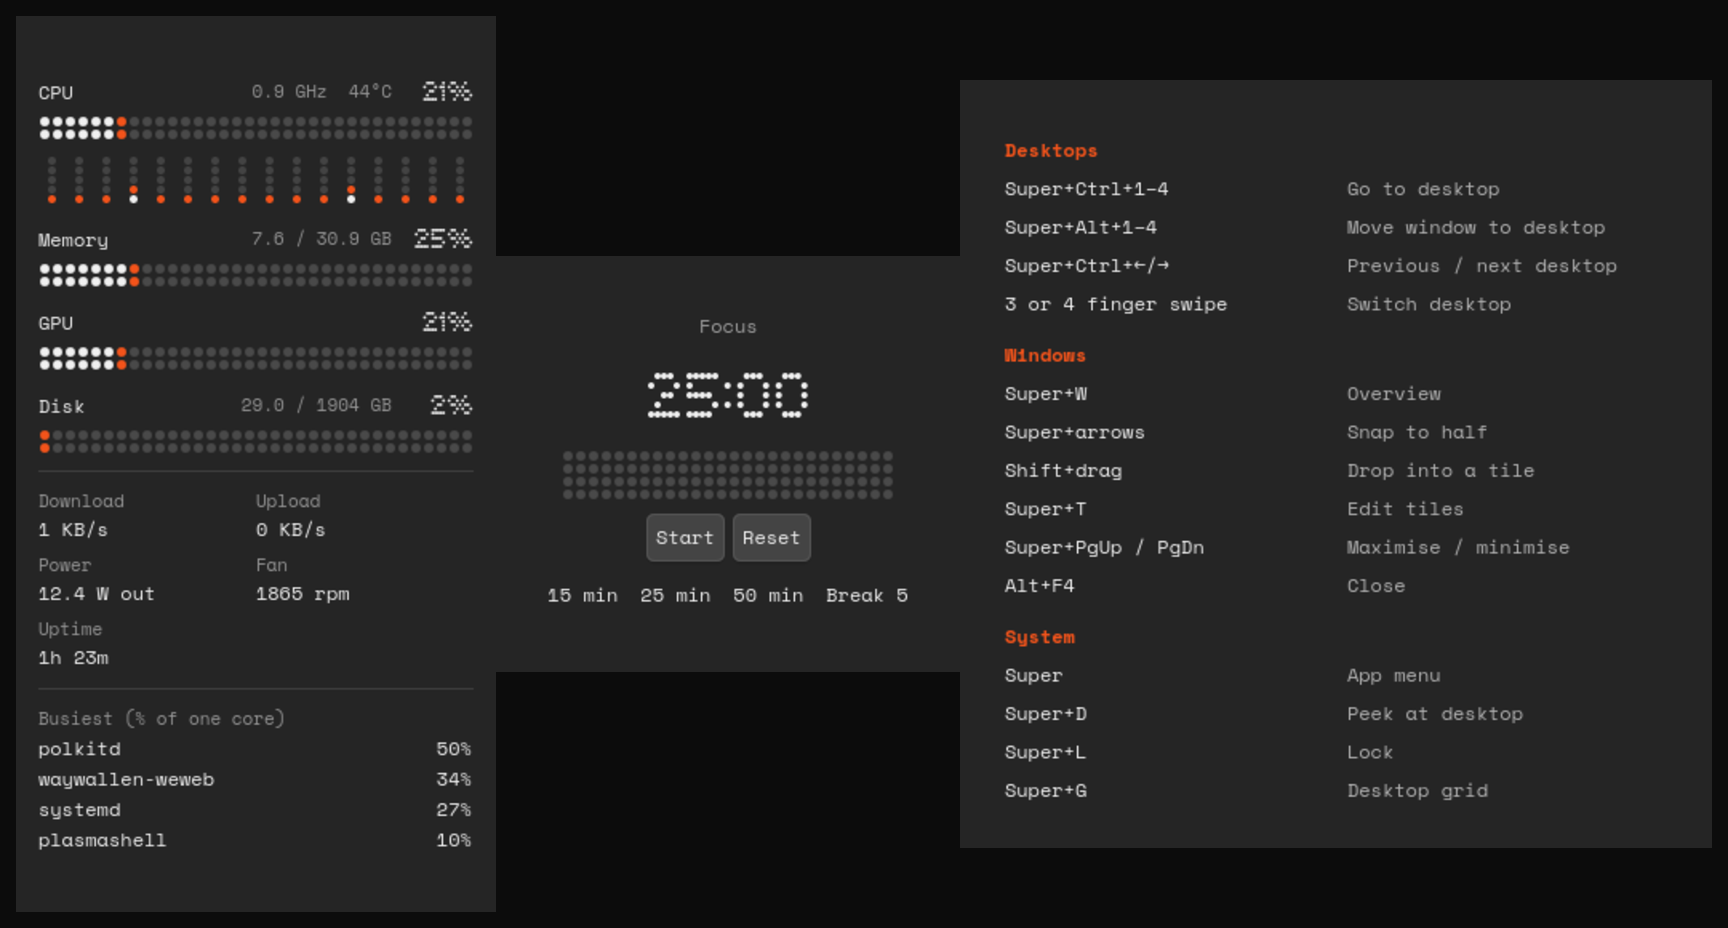 CPU 0.9 GHz 44°C 21%
Memory 7.6 / 30.9 GB 25%
GPU 21%
Disk 29.0 / 1904 GB 2%
Download Upload
1 KB/s 0 KB/s
Power Fan
12.4 W out 1865 rpm
Uptime
1h 23m
Busiest (% of one core)
polkitd 50%
waywallen-weweb 34%
systemd 27%
plasmashell 10%
Focus
25:00
Start Reset
15 min 25 min 50 min Break 5
Desktops
Super+Ctrl+1–4 Go to desktop
Super+Alt+1–4 Move window to desktop
Super+Ctrl+←/→ Previous / next desktop
3 or 4 finger swipe Switch desktop
Windows
Super+W Overview
Super+arrows Snap to half
Shift+drag Drop into a tile
Super+T Edit tiles
Super+PgUp / PgDn Maximise / minimise
Alt+F4 Close
System
Super App menu
Super+D Peek at desktop
Super+L Lock
Super+G Desktop grid